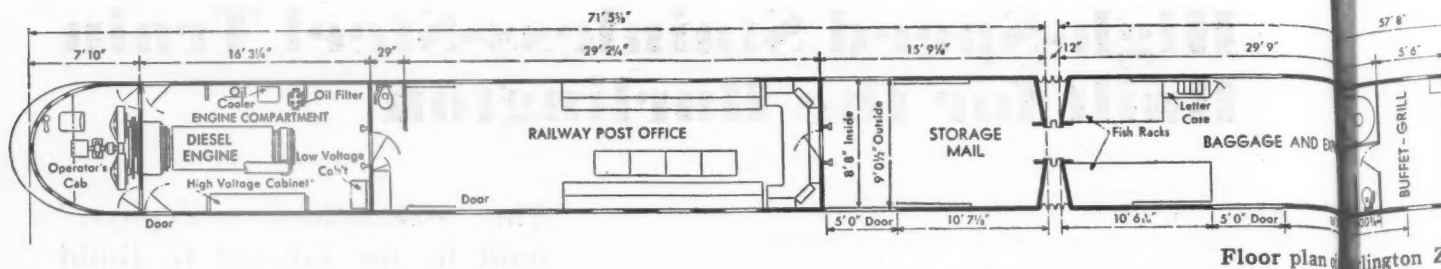 71' 5⅝"
57' 8"
7' 10"
16' 3¼"
29"
29' 2¼"
15' 9⅛"
12"
29' 9"
5' 6"
Oil
Cooler
Oil Filter
ENGINE COMPARTMENT
DIESEL
ENGINE
Operator's
Cab
High Voltage Cabinet
Low Voltage
Cab't
Door
RAILWAY POST OFFICE
Door
8' 8" Inside
9' 0½" Outside
STORAGE
MAIL
Letter
Case
Fish Racks
BAGGAGE AND
BUFFET-GRILL
5' 0" Door
10' 7⅛"
5' 0" Door
Floor plan